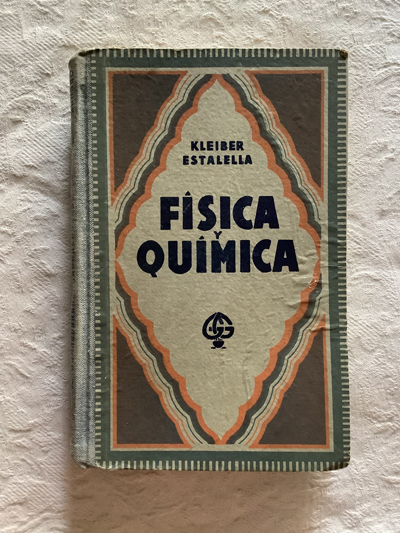 KLEIBER
ESTALELLA
FÍSICA
Y
QUÍMICA